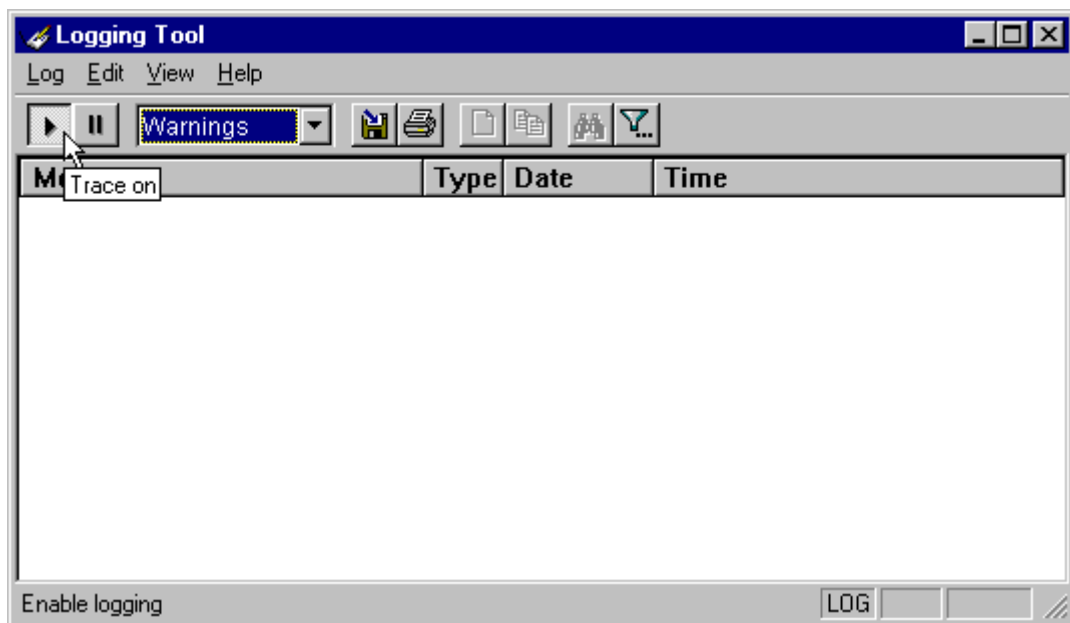 Logging Tool
Log Edit View Help
Warnings
Trace on
Type Date Time
Enable logging LOG